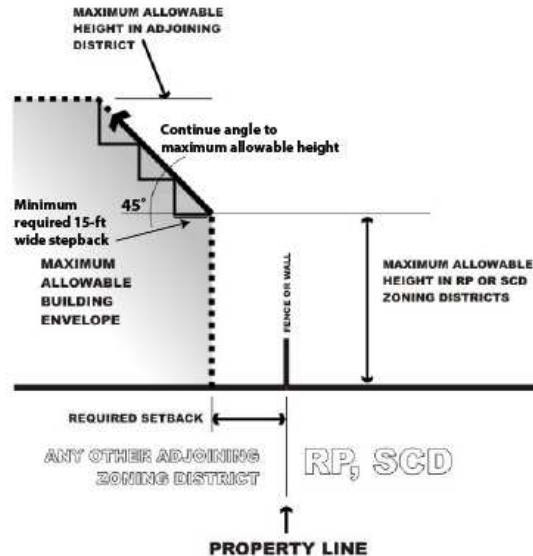 MAXIMUM ALLOWABLE
HEIGHT IN ADJOINING
DISTRICT
Continue angle to
maximum allowable height
45°
Minimum
required 15-ft
wide stepback
MAXIMUM
ALLOWABLE
BUILDING
ENVELOPE
FENCE OR WALL
MAXIMUM ALLOWABLE
HEIGHT IN RP OR SCD
ZONING DISTRICTS
REQUIRED SETBACK
ANY OTHER ADJOINING
ZONING DISTRICT
RP, SCD
PROPERTY LINE